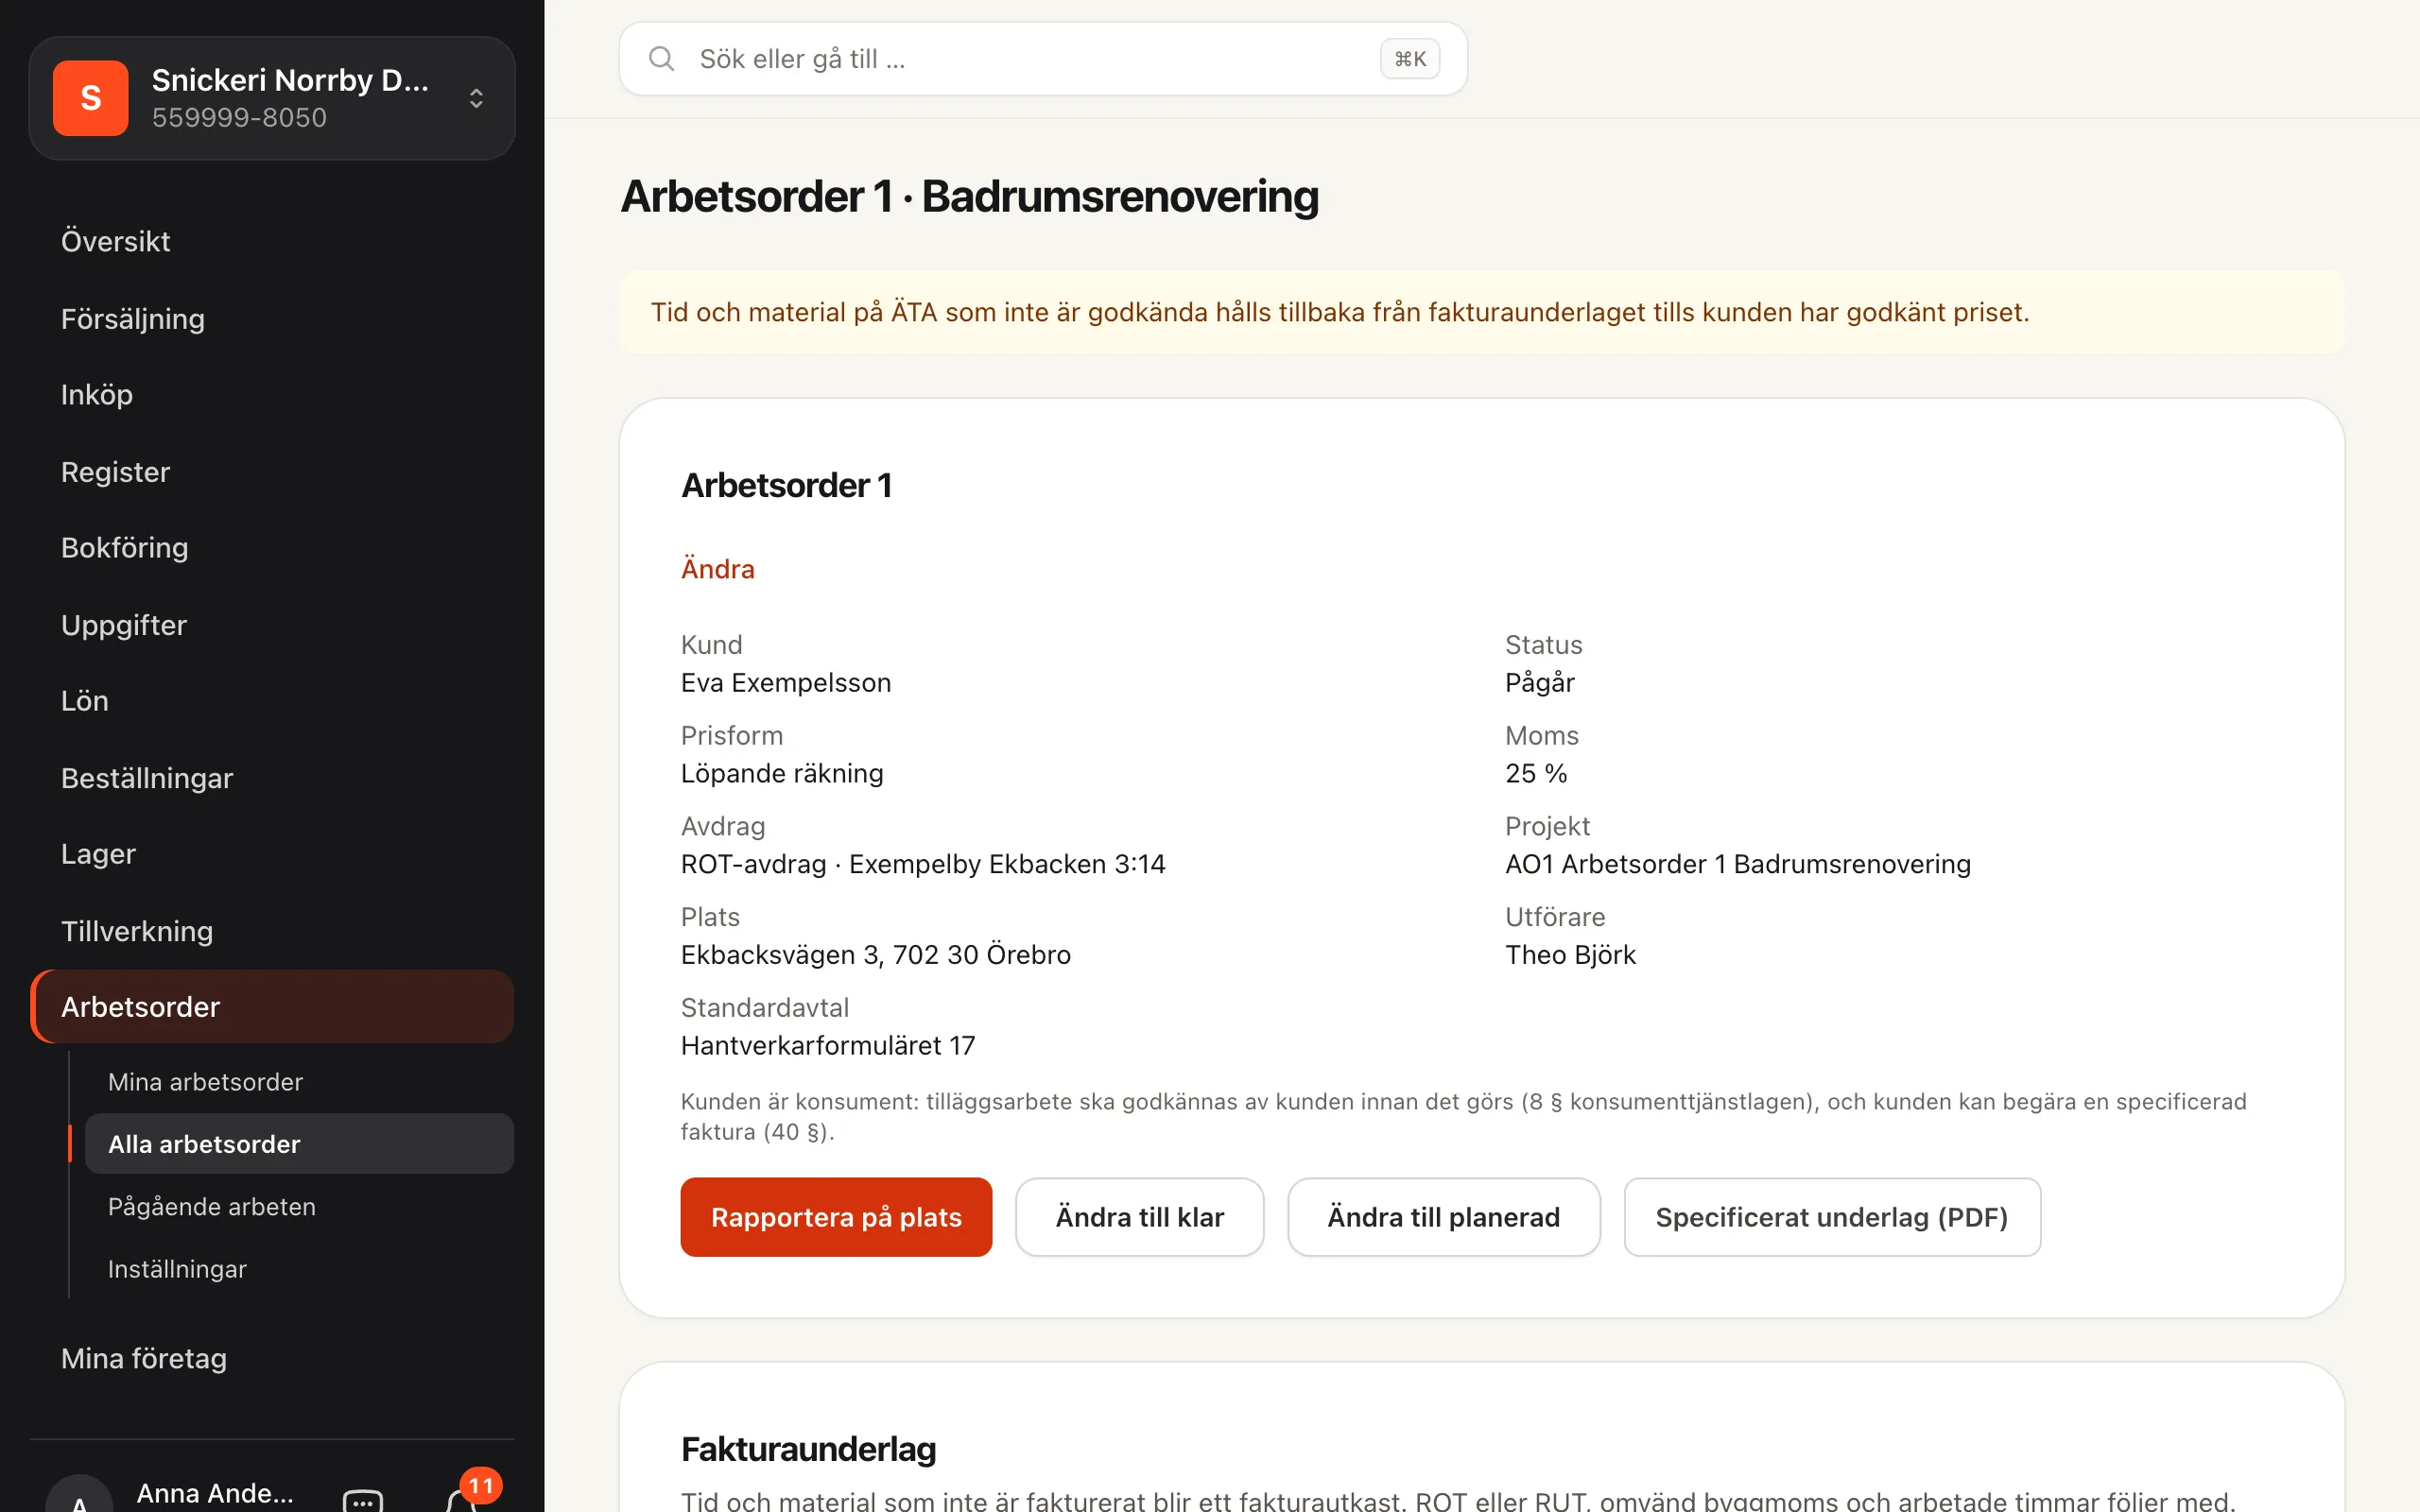 S
Snickeri Norrby D...
559999-8050
Översikt
Försäljning
Inköp
Register
Bokföring
Uppgifter
Lön
Beställningar
Lager
Tillverkning
Arbetsorder
Mina arbetsorder
Alla arbetsorder
Pågående arbeten
Inställningar
Mina företag
A
Anna Ande...
11
Sök eller gå till ...
⌘K
Arbetsorder 1 · Badrumsrenovering
Tid och material på ÄTA som inte är godkända hålls tillbaka från fakturaunderlaget tills kunden har godkänt priset.
Arbetsorder 1
Ändra
Kund
Eva Exempelsson
Status
Pågår
Prisform
Löpande räkning
Moms
25 %
Avdrag
ROT-avdrag · Exempelby Ekbacken 3:14
Projekt
AO1 Arbetsorder 1 Badrumsrenovering
Plats
Ekbacksvägen 3, 702 30 Örebro
Utförare
Theo Björk
Standardavtal
Hantverkarformuläret 17
Kunden är konsument: tilläggsarbete ska godkännas av kunden innan det görs (8 § konsumenttjänstlagen), och kunden kan begära en specificerad
faktura (40 §).
Rapportera på plats
Ändra till klar
Ändra till planerad
Specificerat underlag (PDF)
Fakturaunderlag
Tid och material som inte är fakturerat blir ett fakturautkast. ROT eller RUT, omvänd byggmoms och arbetade timmar följer med.